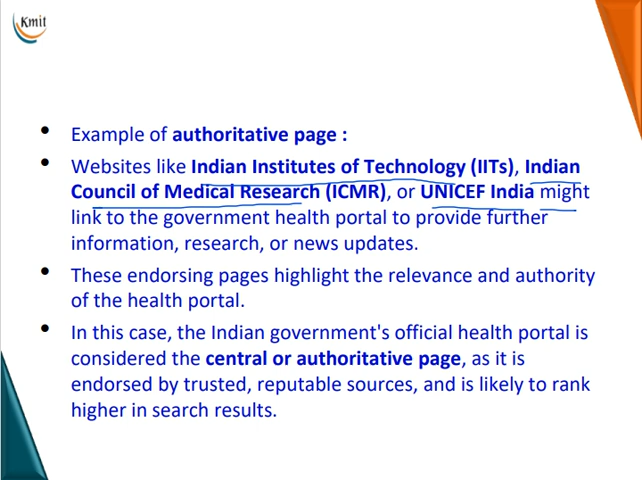 Kmit
• Example of authoritative page :
• Websites like Indian Institutes of Technology (IITs), Indian
Council of Medical Research (ICMR), or UNICEF India might
link to the government health portal to provide further
information, research, or news updates.
• These endorsing pages highlight the relevance and authority
of the health portal.
• In this case, the Indian government's official health portal is
considered the central or authoritative page, as it is
endorsed by trusted, reputable sources, and is likely to rank
higher in search results.